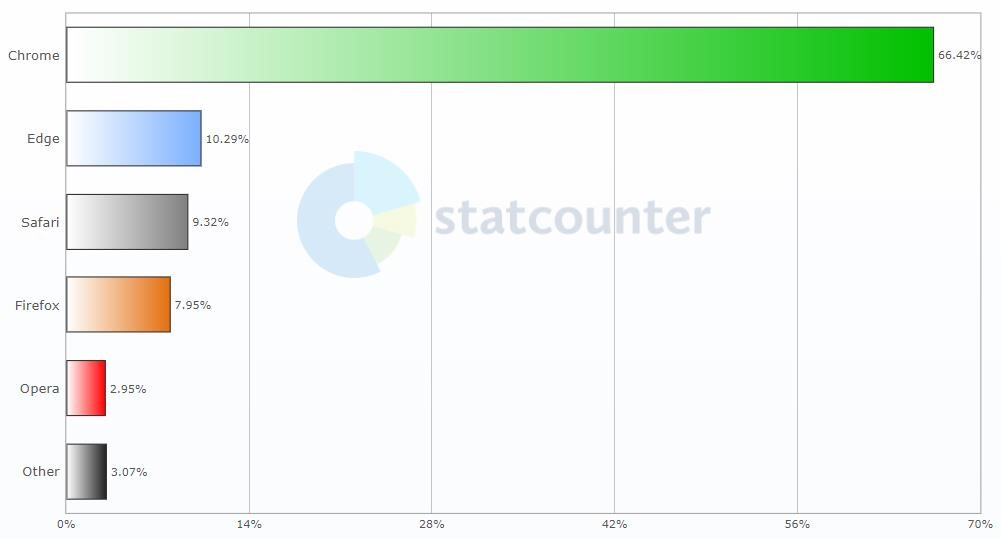 Chrome 66.42%
Edge 10.29%
Safari 9.32%
statcounter
Firefox 7.95%
Opera 2.95%
Other 3.07%
0% 14% 28% 42% 56% 70%